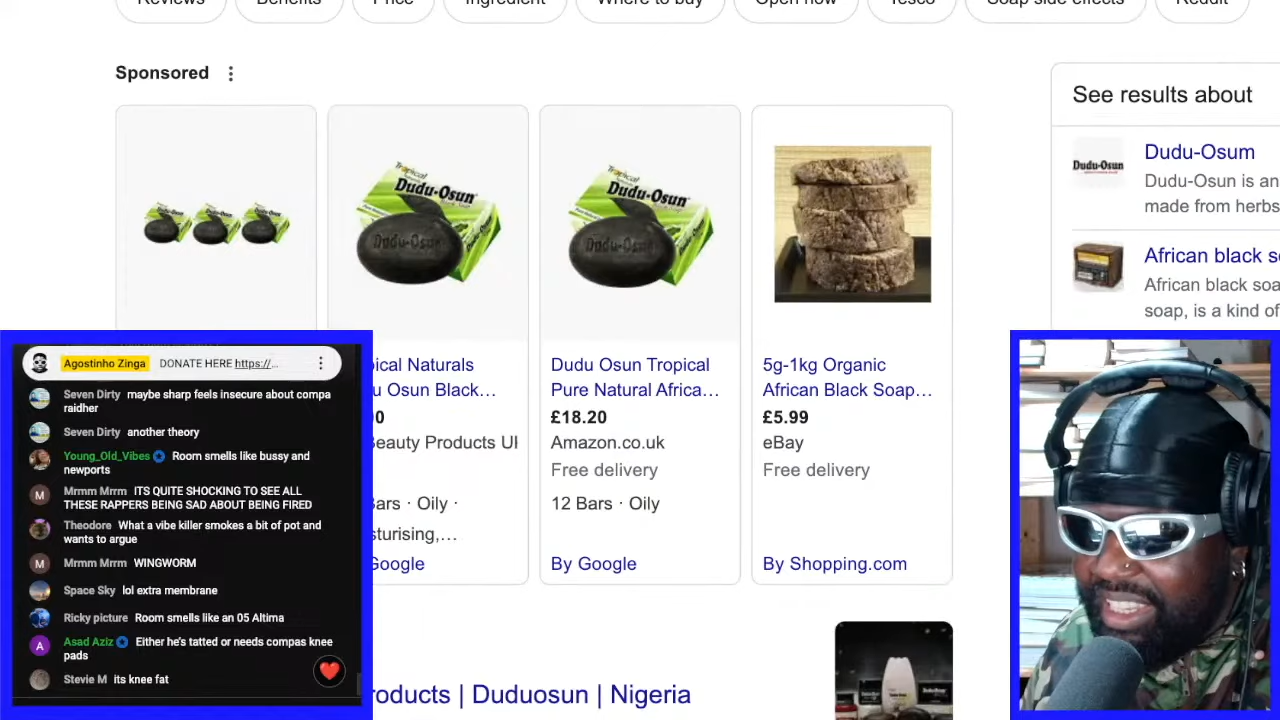 Reviews Benefits Price Ingredient Where to buy Open now Tesco Soap side effects Reddit
Sponsored
See results about
Dudu-Osum
Dudu-Osun is an
made from herbs
African black s
African black soa
soap, is a kind of
Tropical
Dudu-Osun
Tropical
Dudu-Osun
Dudu-Osun
ical Naturals
u Osun Black…
00
Beauty Products U
Bars · Oily ·
sturising,…
Google
Dudu Osun Tropical
Pure Natural Africa…
£18.20
Amazon.co.uk
Free delivery
12 Bars · Oily
By Google
5g-1kg Organic
African Black Soap…
£5.99
eBay
Free delivery
By Shopping.com
Agostinho Zinga DONATE HERE https://…
Seven Dirty maybe sharp feels insecure about compa
raidher
Seven Dirty another theory
Young_Old_Vibes Room smells like bussy and
newports
M Mrmm Mrrm ITS QUITE SHOCKING TO SEE ALL
THESE RAPPERS BEING SAD ABOUT BEING FIRED
Theodore What a vibe killer smokes a bit of pot and
wants to argue
M Mrmm Mrrm WINGWORM
Space Sky lol extra membrane
Ricky picture Room smells like an 05 Altima
A Asad Aziz Either he's tatted or needs compas knee
pads
Stevie M its knee fat
roducts | Duduosun | Nigeria